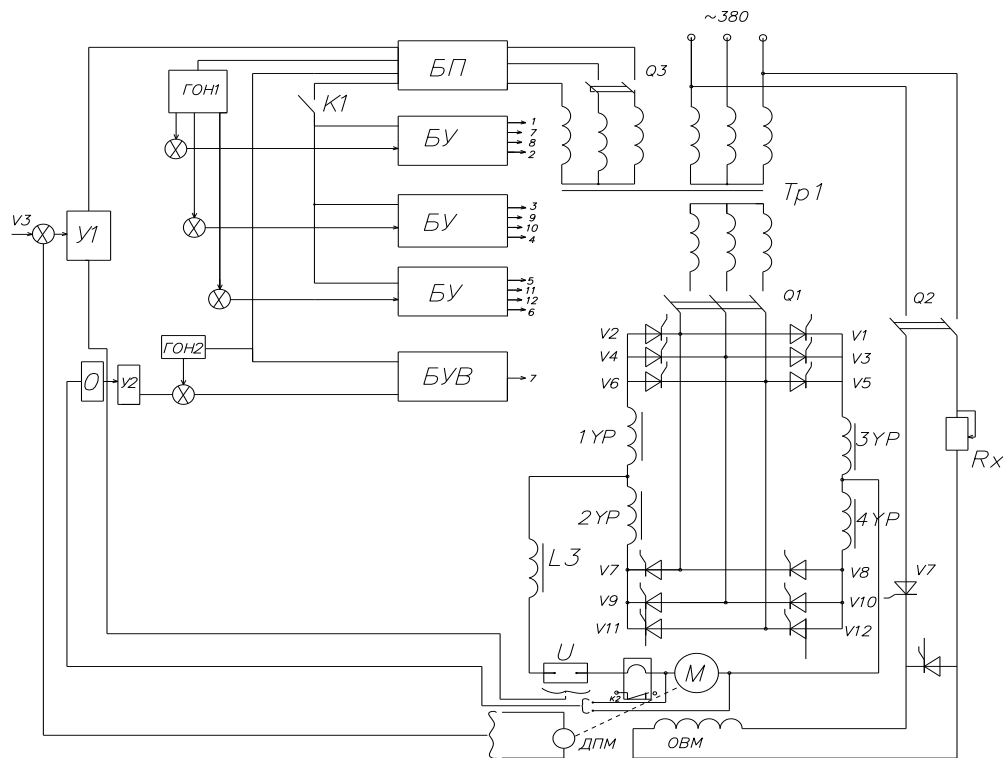 ~380
БП
Q3
ГОН1
К1
1
7
8
2
БУ
Тр1
3
9
10
4
БУ
V3
У1
5
11
12
6
БУ
Q1
Q2
V2
V1
V4
V3
V6
V5
ГОН2
О
У2
БУВ
7
1УР
3УР
Rx
2УР
4УР
L3
V7
V8
V7
V9
V10
V11
V12
U
М
к2
ДПМ
ОВМ